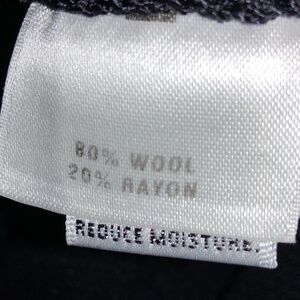 80% WOOL
20% RAYON
REDUCE MOISTURE.